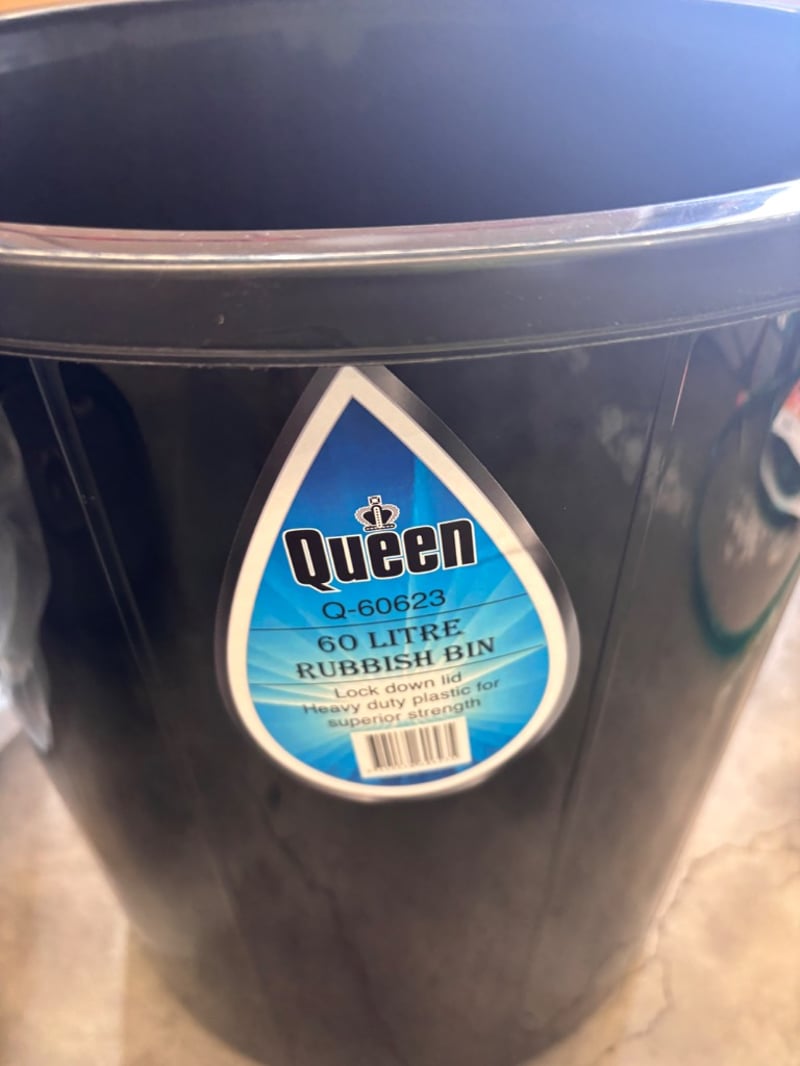 Queen
Q-60623
60 LITRE
RUBBISH BIN
Lock down lid
Heavy duty plastic for
superior strength